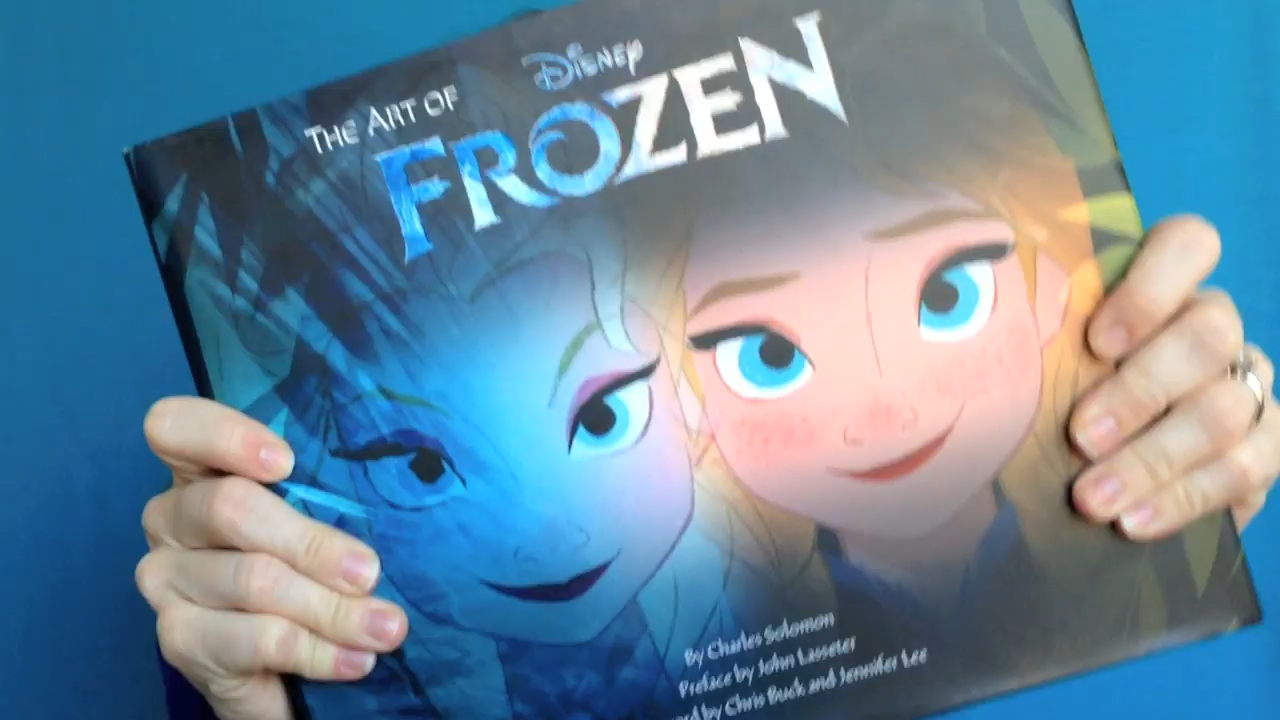 THE ART OF
DISNEY
FROZEN
By Charles Solomon
Preface by John Lasseter
by Chris Buck and Jennifer Lee